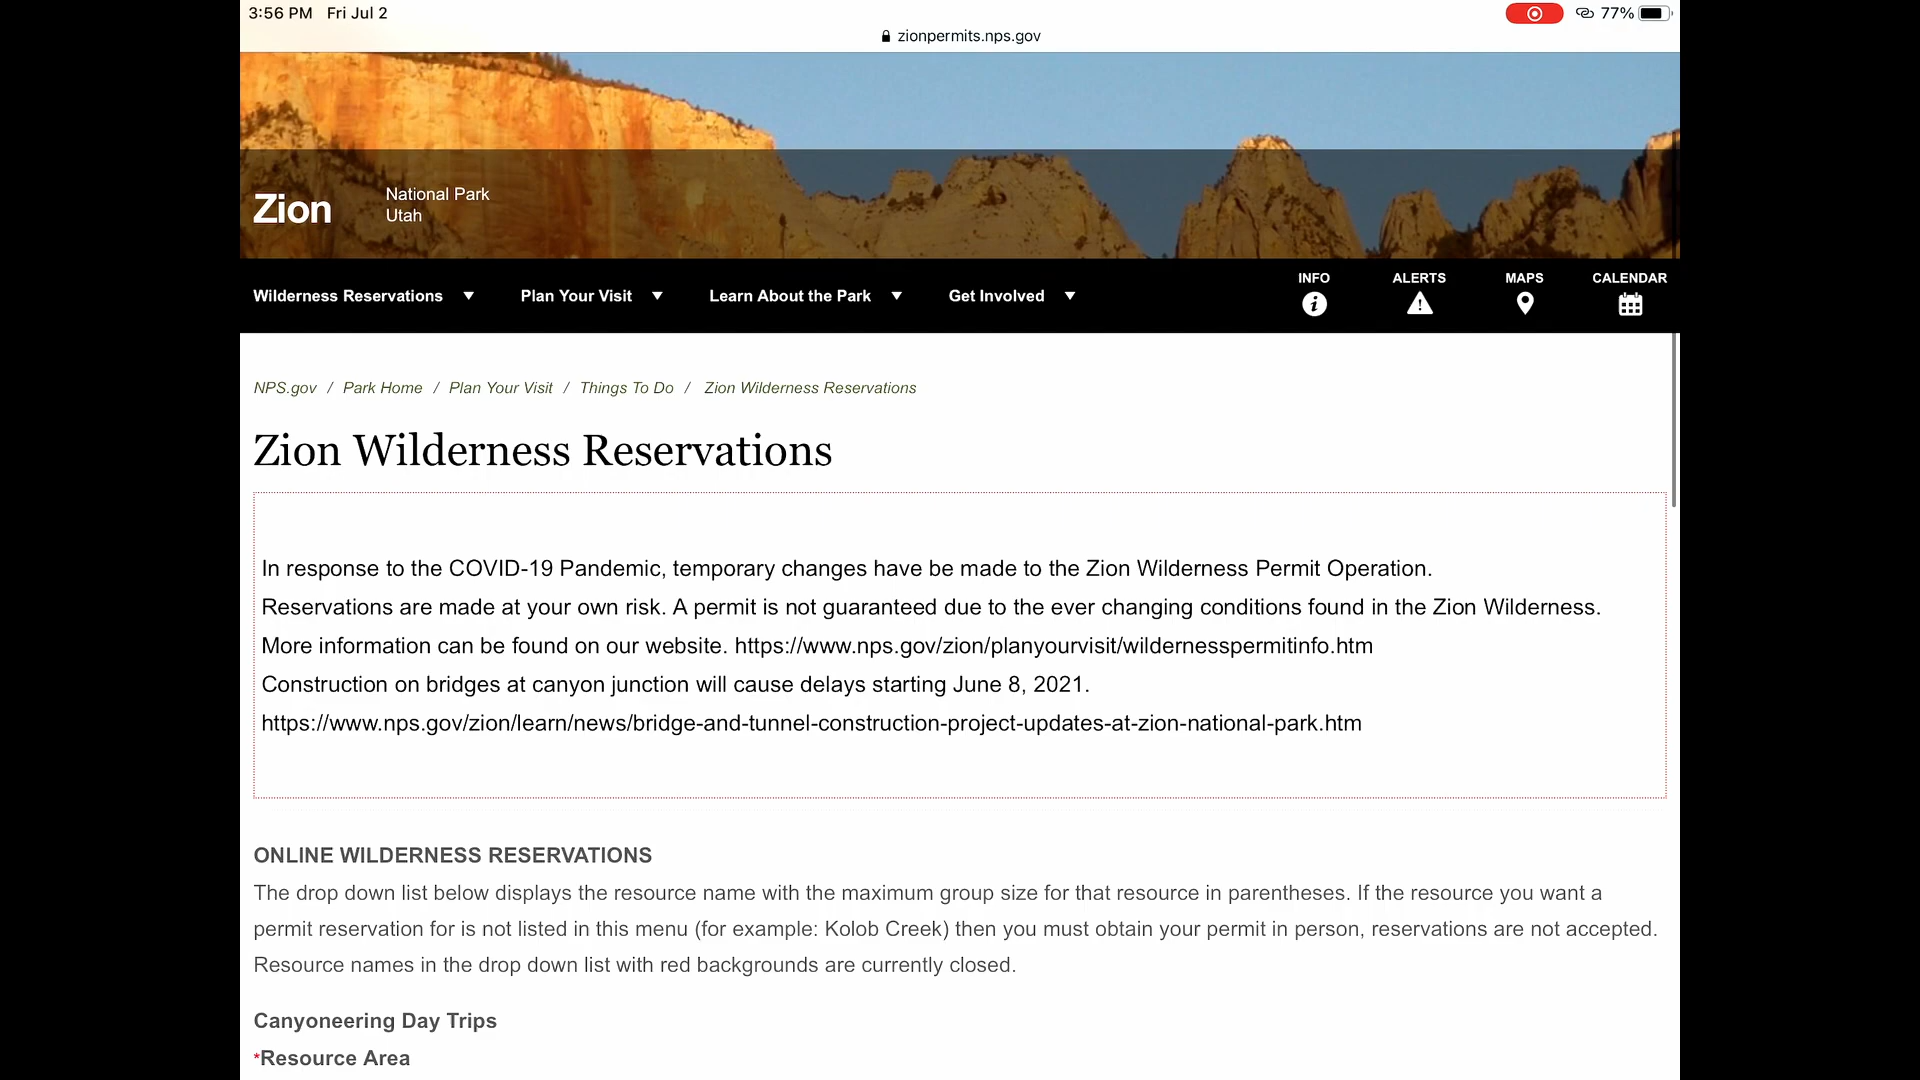 3:56 PM Fri Jul 2
77%
zionpermits.nps.gov
Zion
National Park
Utah
Wilderness Reservations
Plan Your Visit
Learn About the Park
Get Involved
INFO
ALERTS
MAPS
CALENDAR
NPS.gov / Park Home / Plan Your Visit / Things To Do / Zion Wilderness Reservations
Zion Wilderness Reservations
In response to the COVID-19 Pandemic, temporary changes have be made to the Zion Wilderness Permit Operation.
Reservations are made at your own risk. A permit is not guaranteed due to the ever changing conditions found in the Zion Wilderness.
More information can be found on our website. https://www.nps.gov/zion/planyourvisit/wildernesspermitinfo.htm
Construction on bridges at canyon junction will cause delays starting June 8, 2021.
https://www.nps.gov/zion/learn/news/bridge-and-tunnel-construction-project-updates-at-zion-national-park.htm
ONLINE WILDERNESS RESERVATIONS
The drop down list below displays the resource name with the maximum group size for that resource in parentheses. If the resource you want a
permit reservation for is not listed in this menu (for example: Kolob Creek) then you must obtain your permit in person, reservations are not accepted.
Resource names in the drop down list with red backgrounds are currently closed.
Canyoneering Day Trips
*Resource Area